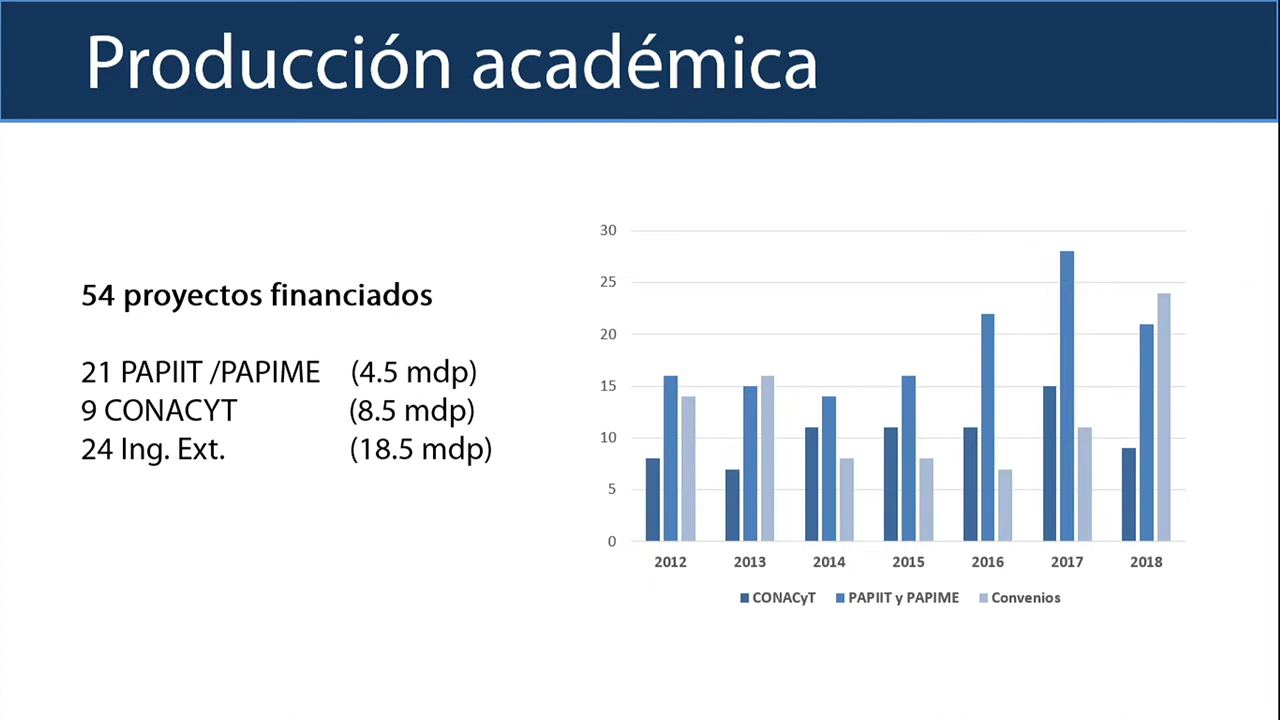 Producción académica
54 proyectos financiados
21 PAPIIT /PAPIME (4.5 mdp)
9 CONACYT (8.5 mdp)
24 Ing. Ext. (18.5 mdp)
30
25
20
15
10
5
0
2012 2013 2014 2015 2016 2017 2018
CONACyT PAPIIT y PAPIME Convenios